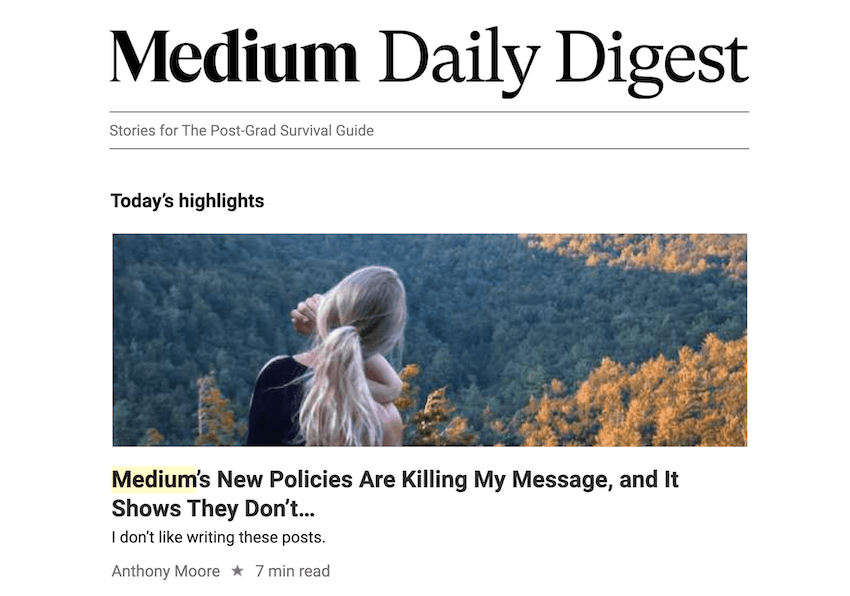 Medium Daily Digest
Stories for The Post-Grad Survival Guide
Today's highlights
Medium's New Policies Are Killing My Message, and It
Shows They Don't…
I don't like writing these posts.
Anthony Moore ★ 7 min read